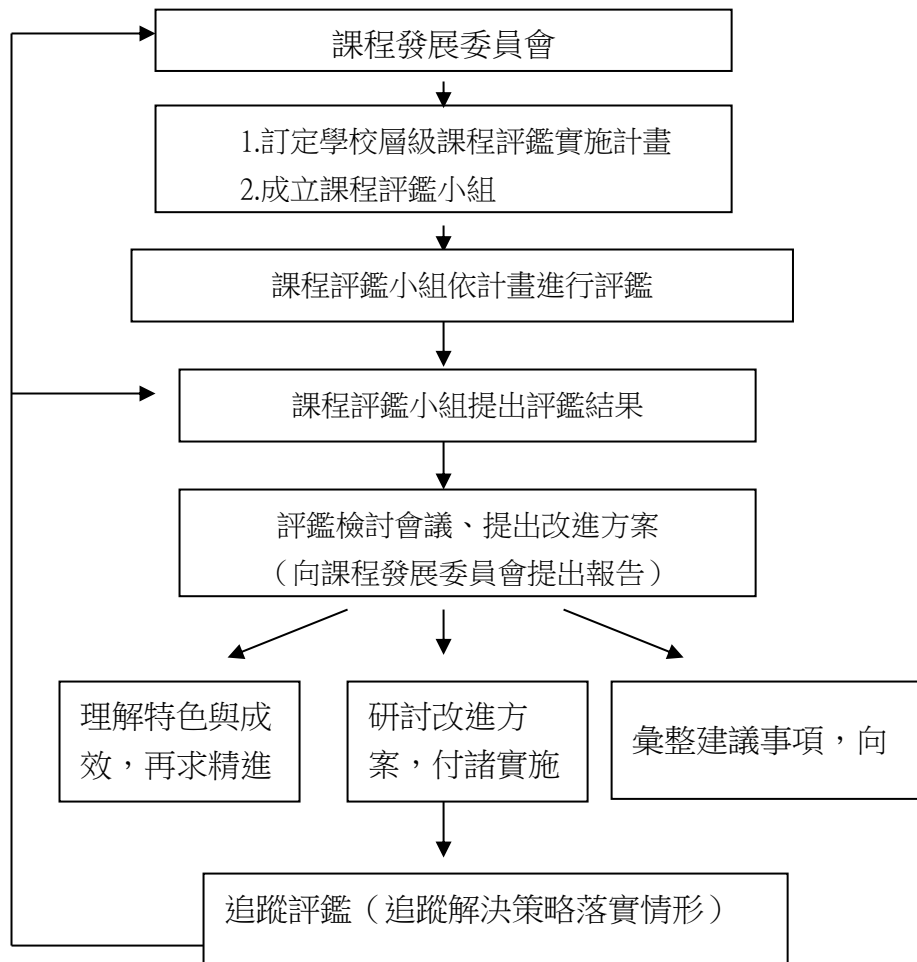 課程發展委員會
1.訂定學校層級課程評鑑實施計畫
2.成立課程評鑑小組
課程評鑑小組依計畫進行評鑑
課程評鑑小組提出評鑑結果
評鑑檢討會議、提出改進方案
（向課程發展委員會提出報告）
理解特色與成
效，再求精進
研討改進方
案，付諸實施
彙整建議事項，向
追蹤評鑑（追蹤解決策略落實情形）